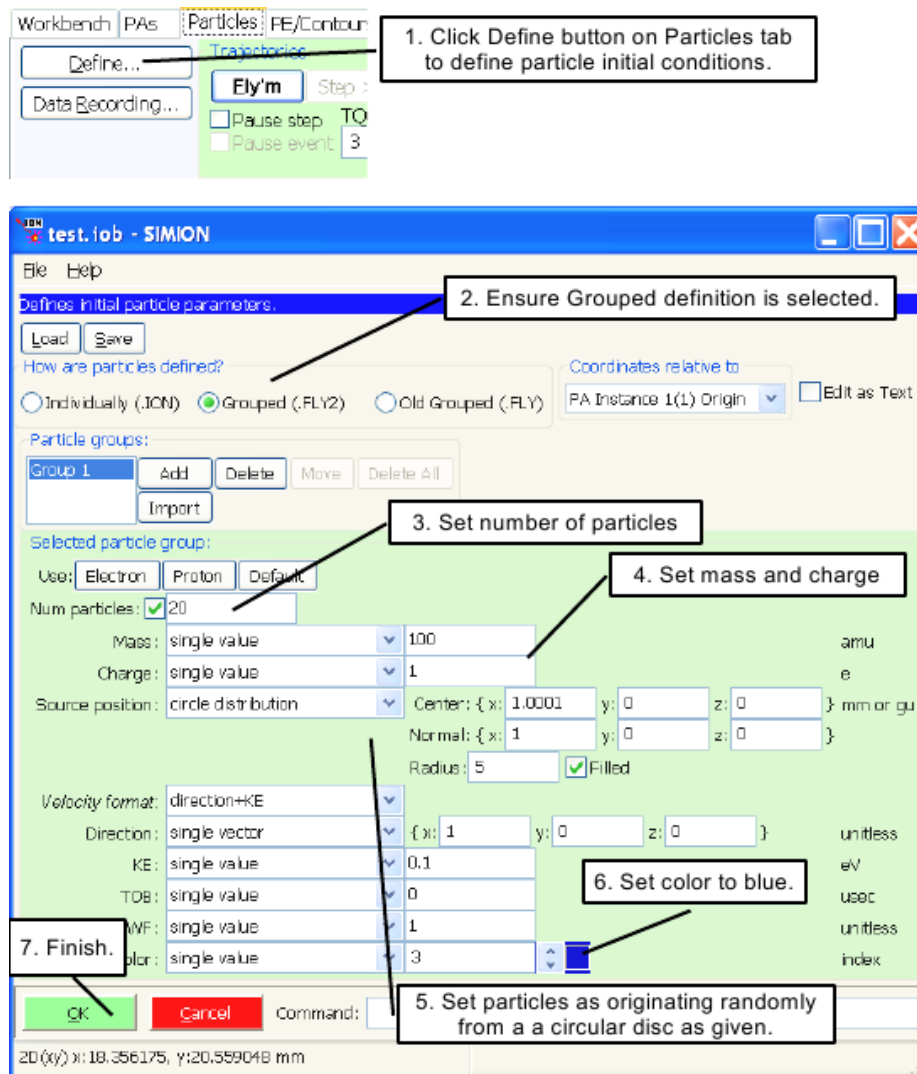 Workbench PAs Particles PE/Contour
1. Click Define button on Particles tab
to define particle initial conditions.
Define...
Trajectories
Fly'm Step >
Data Recording...
Pause step TQ
Pause event 3
test.iob - SIMION
File Help
Defines initial particle parameters.
2. Ensure Grouped definition is selected.
Load Save
How are particles defined?
Coordinates relative to
Individually (.ION) Grouped (.FLY2) Old Grouped (.FLY) PA Instance 1(1) Origin Edit as Text
Particle groups:
Group 1 Add Delete Move Delete All
Import
3. Set number of particles
Selected particle group:
Use: Electron Proton Default
4. Set mass and charge
Num particles: 20
Mass: single value 100 amu
Charge: single value 1 e
Source position: circle distribution Center: { x: 1.0001 y: 0 z: 0 } mm or gu
Normal: { x: 1 y: 0 z: 0 }
Radius: 5 Filled
Velocity format: direction+KE
Direction: single vector { x: 1 y: 0 z: 0 } unitless
KE: single value 0.1 eV
6. Set color to blue.
TOB: single value 0 usec
WF: single value 1 unitless
7. Finish.
olor: single value 3 index
OK Cancel Command:
5. Set particles as originating randomly
from a a circular disc as given.
2D (xy) x:18.356175, y:20.559048 mm